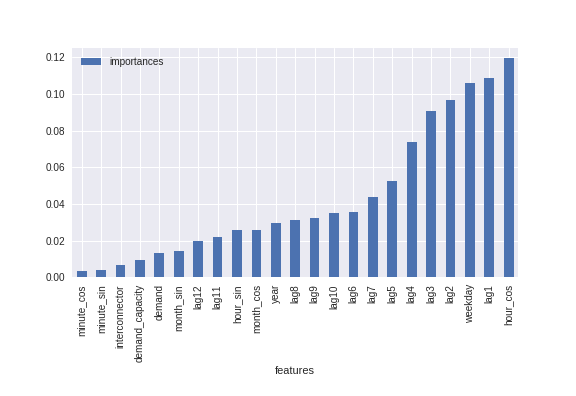 importances
0.12
0.10
0.08
0.06
0.04
0.02
0.00
minute_cos
minute_sin
interconnector
demand_capacity
demand
month_sin
lag12
lag11
hour_sin
month_cos
year
lag8
lag9
lag10
lag6
lag7
lag5
lag4
lag3
lag2
weekday
lag1
hour_cos
features